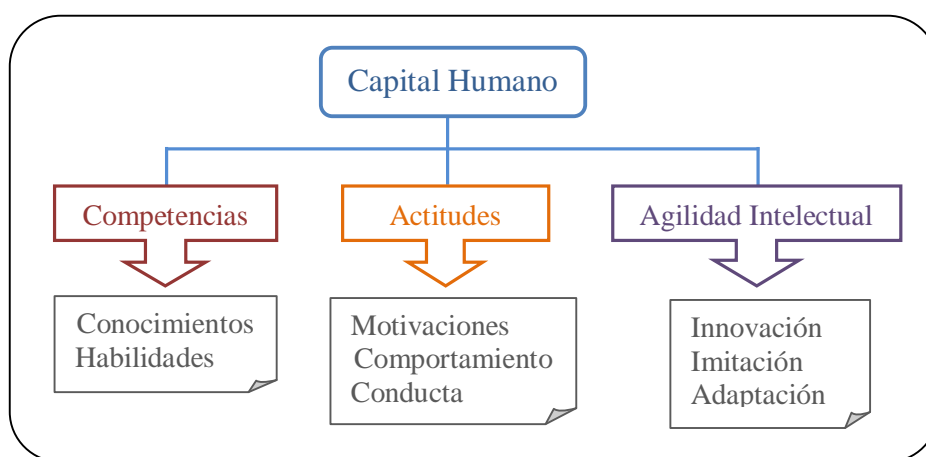 Capital Humano
Competencias
Actitudes
Agilidad Intelectual
Conocimientos
Habilidades
Motivaciones
Comportamiento
Conducta
Innovación
Imitación
Adaptación